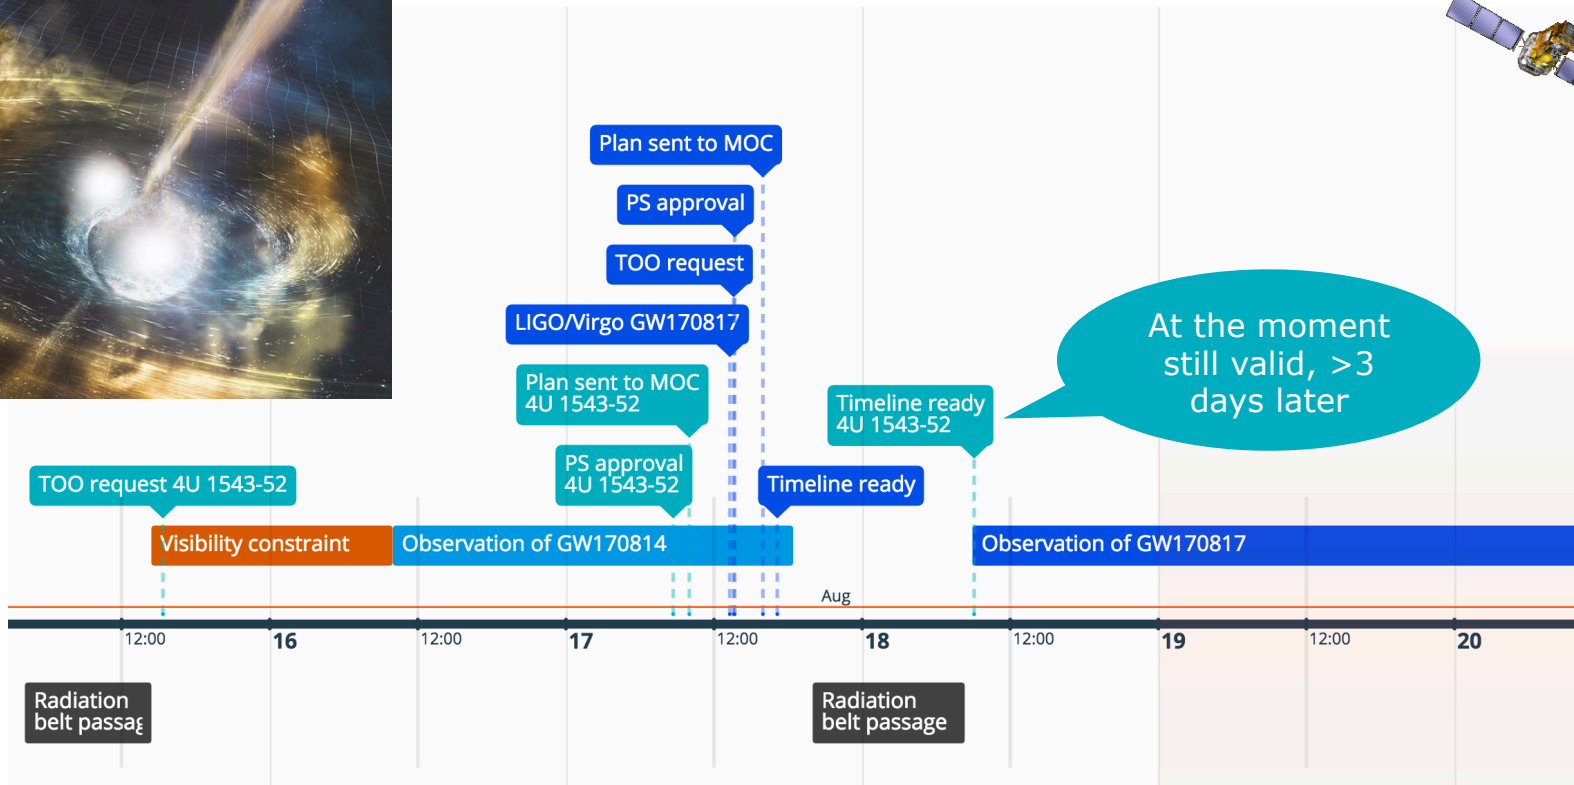 Plan sent to MOC
PS approval
TOO request
LIGO/Virgo GW170817
Plan sent to MOC
4U 1543-52
PS approval
4U 1543-52
TOO request 4U 1543-52
Timeline ready
4U 1543-52
Timeline ready
At the moment
still valid, >3
days later
Visibility constraint
Observation of GW170814
Observation of GW170817
Aug
12:00
16
12:00
17
12:00
18
12:00
19
12:00
20
Radiation
belt passag
Radiation
belt passage